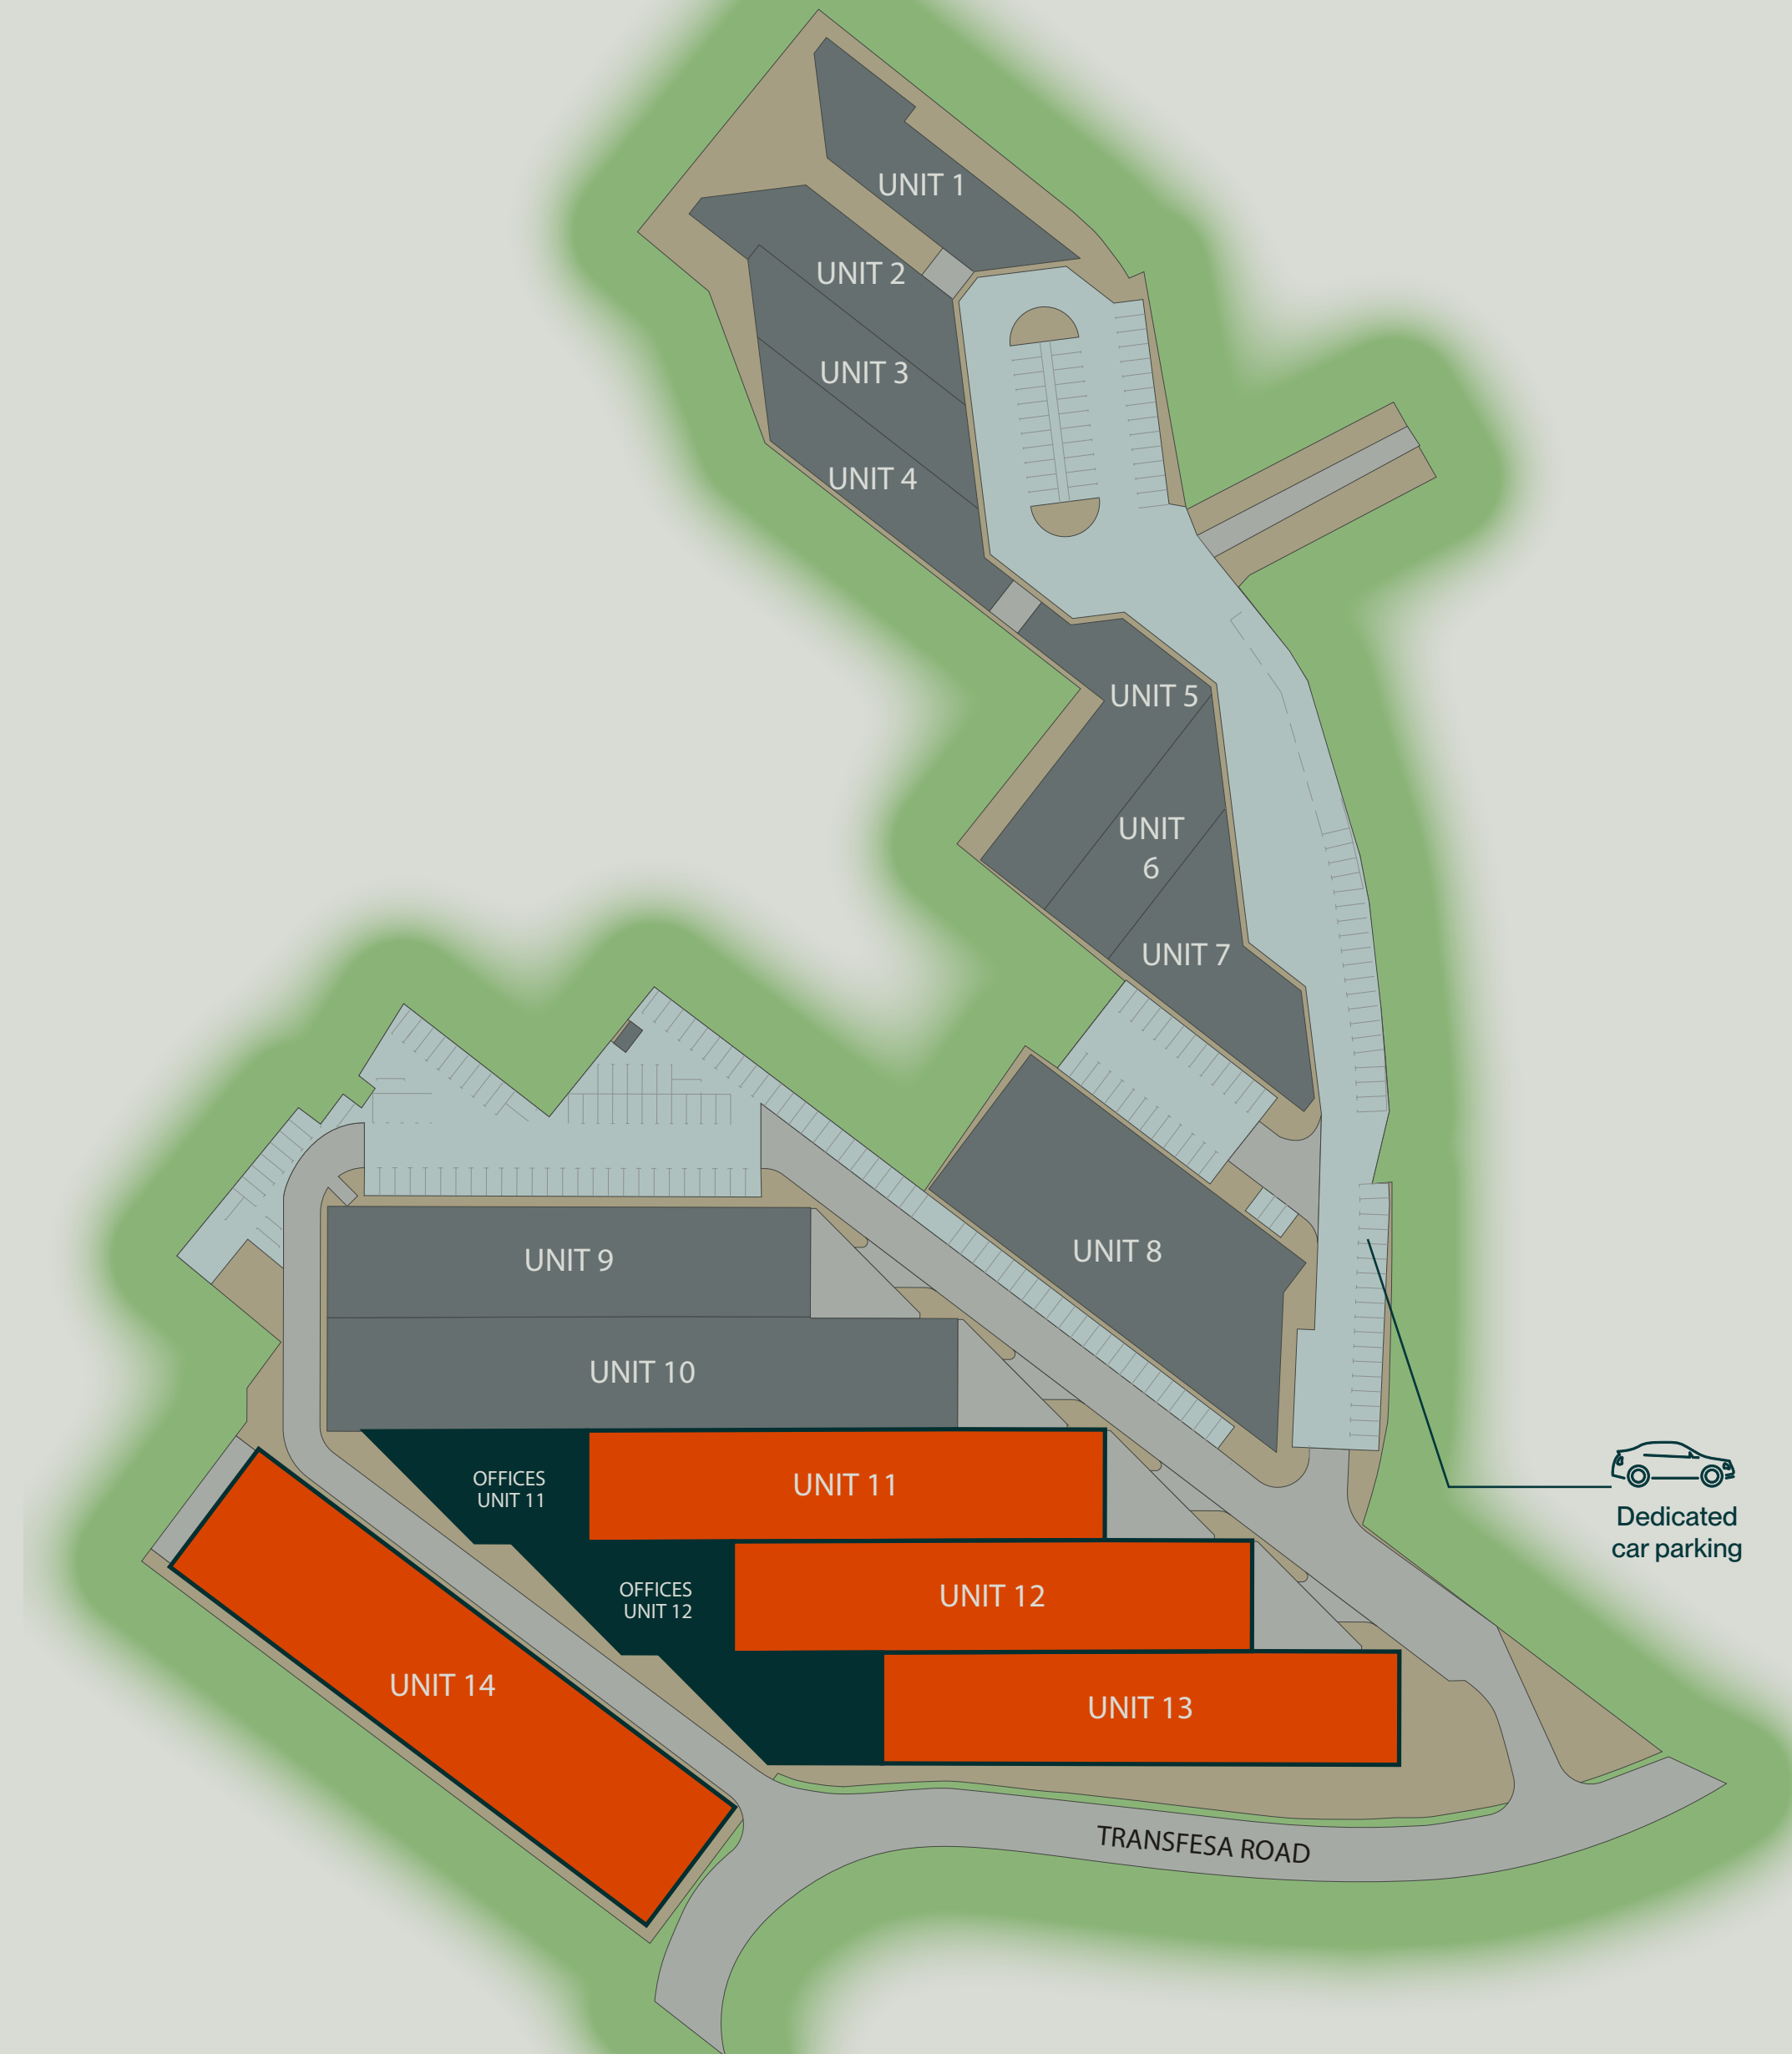 UNIT 1
UNIT 2
UNIT 3
UNIT 4
UNIT 5
UNIT
6
UNIT 7
UNIT 8
UNIT 9
UNIT 10
OFFICES
UNIT 11
UNIT 11
Dedicated
car parking
OFFICES
UNIT 12
UNIT 12
UNIT 14
UNIT 13
TRANSFESA ROAD